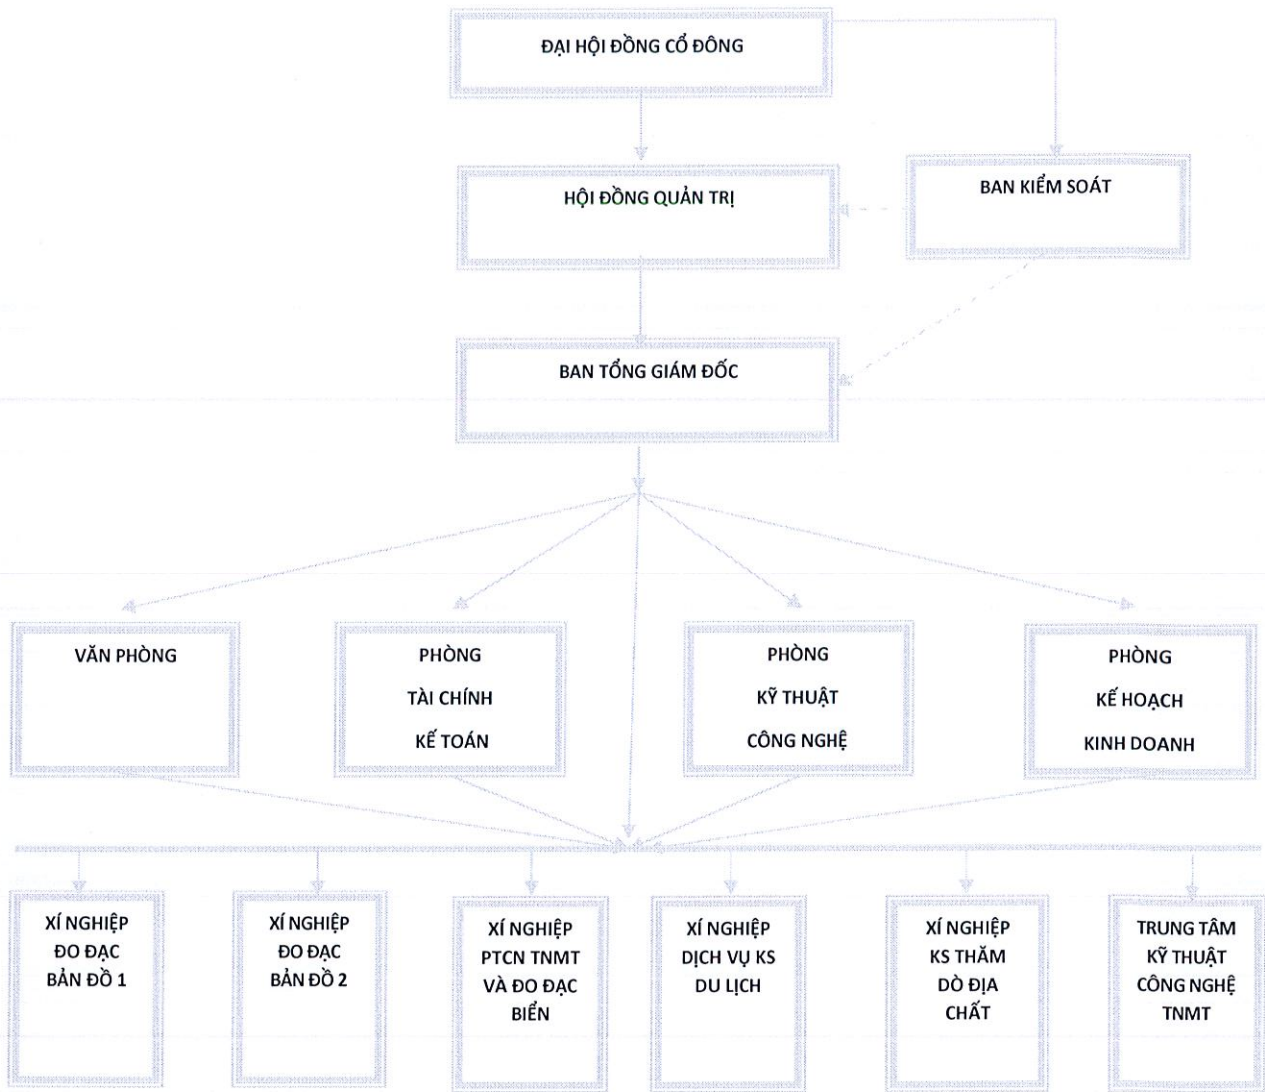 ĐẠI HỘI ĐỒNG CỔ ĐÔNG
HỘI ĐỒNG QUẢN TRỊ
BAN KIỂM SOÁT
BAN TỔNG GIÁM ĐỐC
VĂN PHÒNG
PHÒNG
TÀI CHÍNH
KẾ TOÁN
PHÒNG
KỸ THUẬT
CÔNG NGHỆ
PHÒNG
KẾ HOẠCH
KINH DOANH
XÍ NGHIỆP
ĐO ĐẠC
BẢN ĐỒ 1
XÍ NGHIỆP
ĐO ĐẠC
BẢN ĐỒ 2
XÍ NGHIỆP
PTCN TNMT
VÀ ĐO ĐẠC
BIỂN
XÍ NGHIỆP
DỊCH VỤ KS
DU LỊCH
XÍ NGHIỆP
KS THĂM
DÒ ĐỊA
CHẤT
TRUNG TÂM
KỸ THUẬT
CÔNG NGHỆ
TNMT